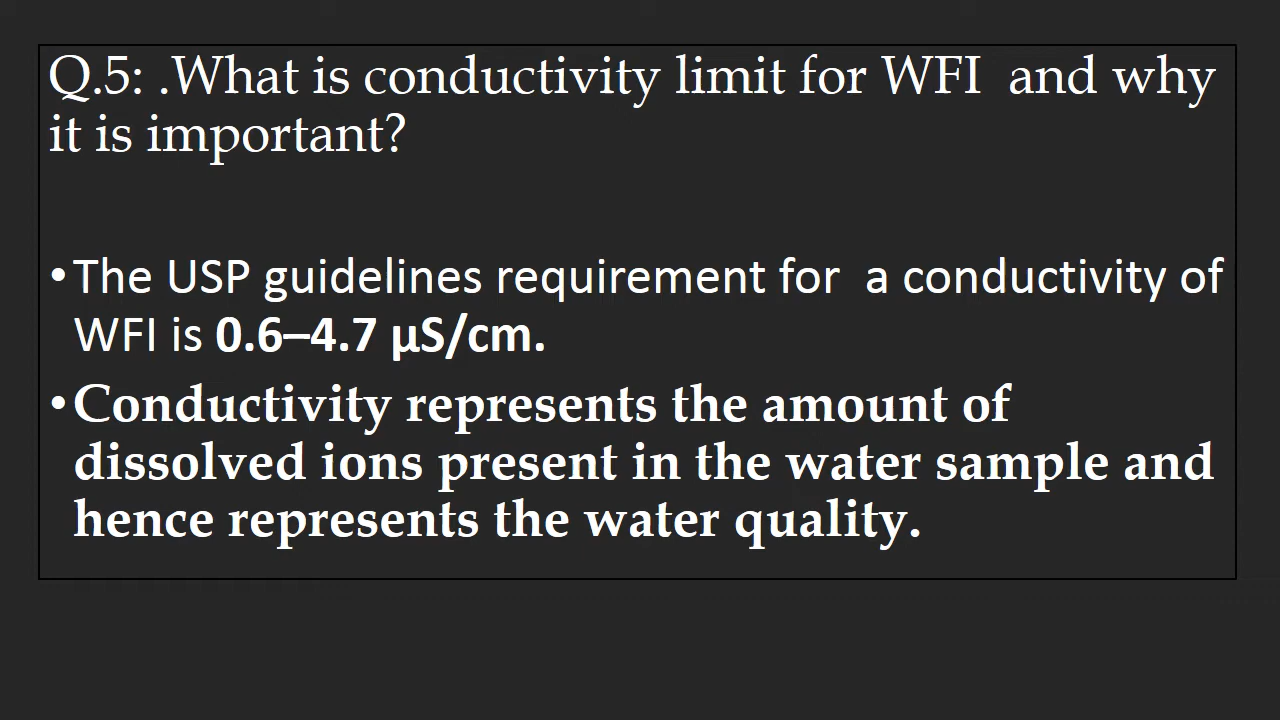 Q.5: .What is conductivity limit for WFI  and why
it is important?
•The USP guidelines requirement for  a conductivity of
WFI is 0.6–4.7 µS/cm.
•Conductivity represents the amount of
dissolved ions present in the water sample and
hence represents the water quality.